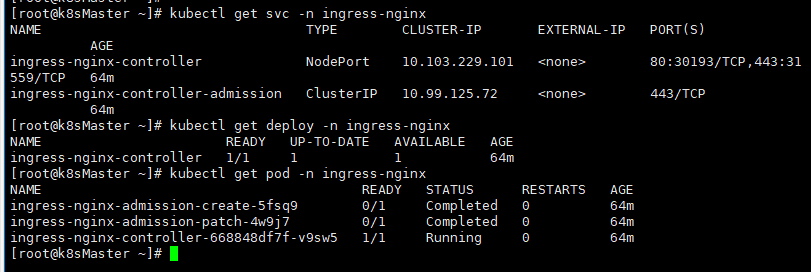 [root@k8sMaster ~]# kubectl get svc -n ingress-nginx
NAME                                 TYPE        CLUSTER-IP       EXTERNAL-IP   PORT(S)
          AGE
ingress-nginx-controller             NodePort    10.103.229.101   <none>        80:30193/TCP,443:31
559/TCP   64m
ingress-nginx-controller-admission   ClusterIP   10.99.125.72     <none>        443/TCP
          64m
[root@k8sMaster ~]# kubectl get deploy -n ingress-nginx
NAME                       READY   UP-TO-DATE   AVAILABLE   AGE
ingress-nginx-controller   1/1     1            1           64m
[root@k8sMaster ~]# kubectl get pod -n ingress-nginx
NAME                                        READY   STATUS      RESTARTS   AGE
ingress-nginx-admission-create-5fsq9        0/1     Completed   0          64m
ingress-nginx-admission-patch-4w9j7         0/1     Completed   0          64m
ingress-nginx-controller-668848df7f-v9sw5   1/1     Running     0          64m
[root@k8sMaster ~]#